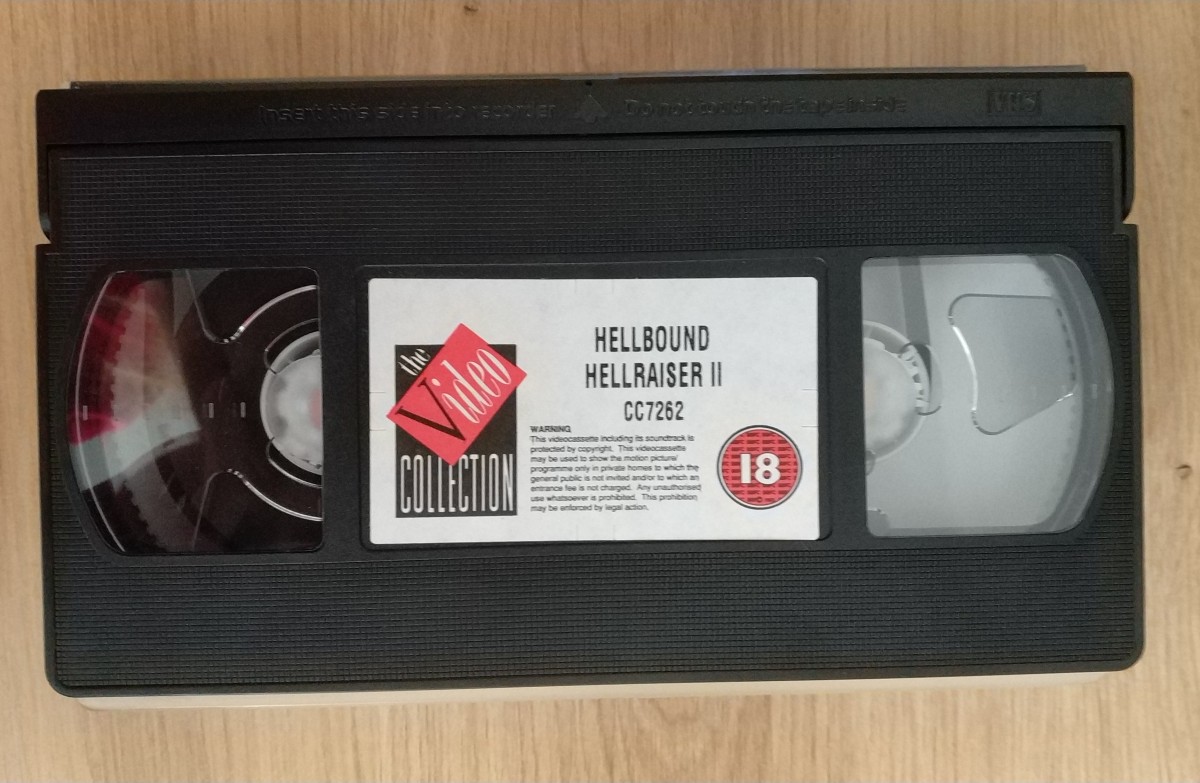 Insert this side into recorder
Do not touch the tape inside
VHS
the
Video
COLLECTION
HELLBOUND
HELLRAISER II
CC7262
WARNING
This videocassette including its soundtrack is
protected by copyright. This videocassette
may be used to show the motion picture/
programme only in private homes to which the
general public is not invited and/or to which an
entrance fee is not charged. Any unauthorised
use whatsoever is prohibited. This prohibition
may be enforced by legal action.
18